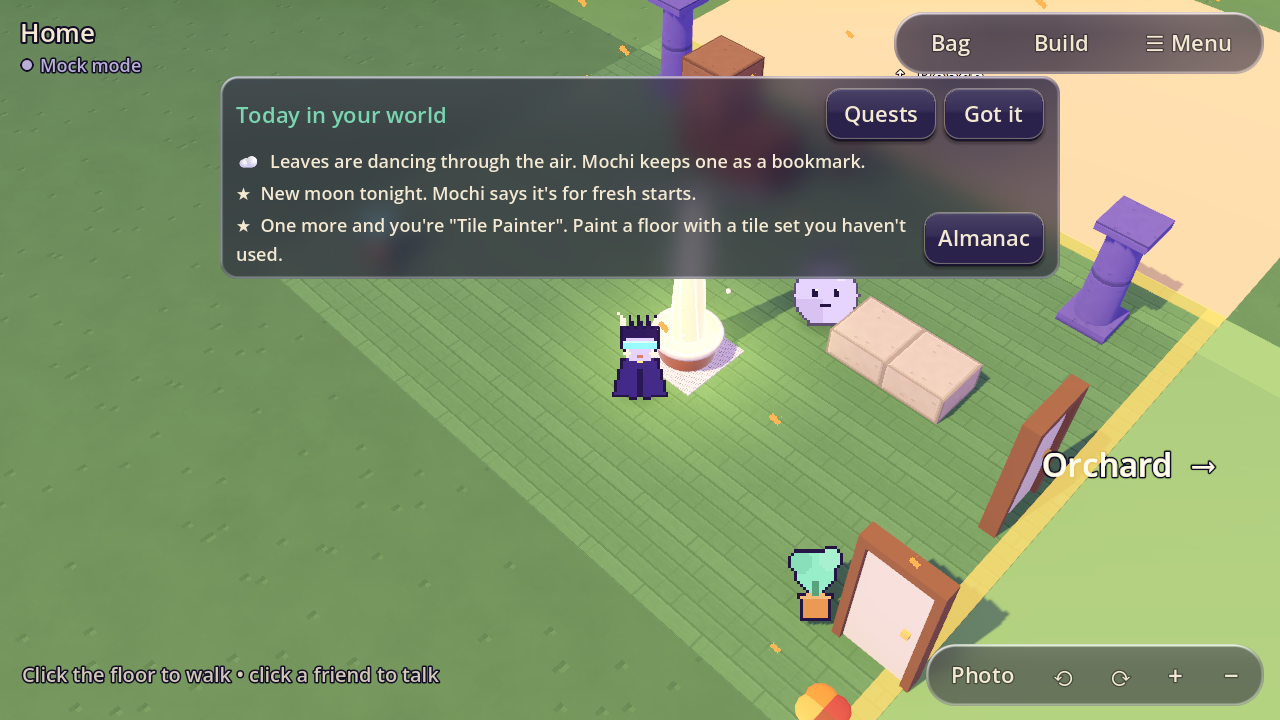 Home
Mock mode
Bag
Build
☰ Menu
Today in your world
Quests
Got it
Leaves are dancing through the air. Mochi keeps one as a bookmark.
★ New moon tonight. Mochi says it's for fresh starts.
★ One more and you're "Tile Painter". Paint a floor with a tile set you haven't
used.
Almanac
Orchard →
Click the floor to walk • click a friend to talk
Photo